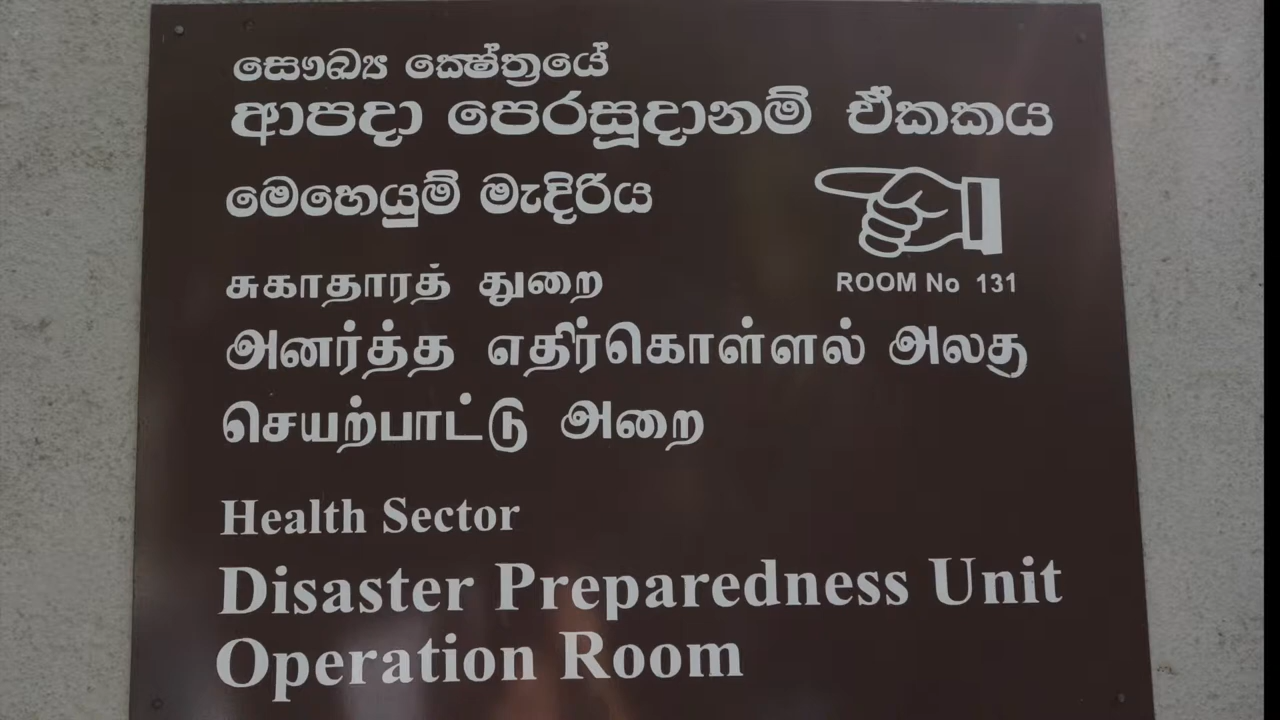 සෞඛ්‍ය ක්‍ෂේත්‍රයේ
ආපදා පෙරසූදානම් ඒකකය
මෙහෙයුම් මැදිරිය
ROOM No 131
சுகாதாரத் துறை
அனர்த்த எதிர்கொள்ளல் அலகு
செயற்பாட்டு அறை
Health Sector
Disaster Preparedness Unit
Operation Room